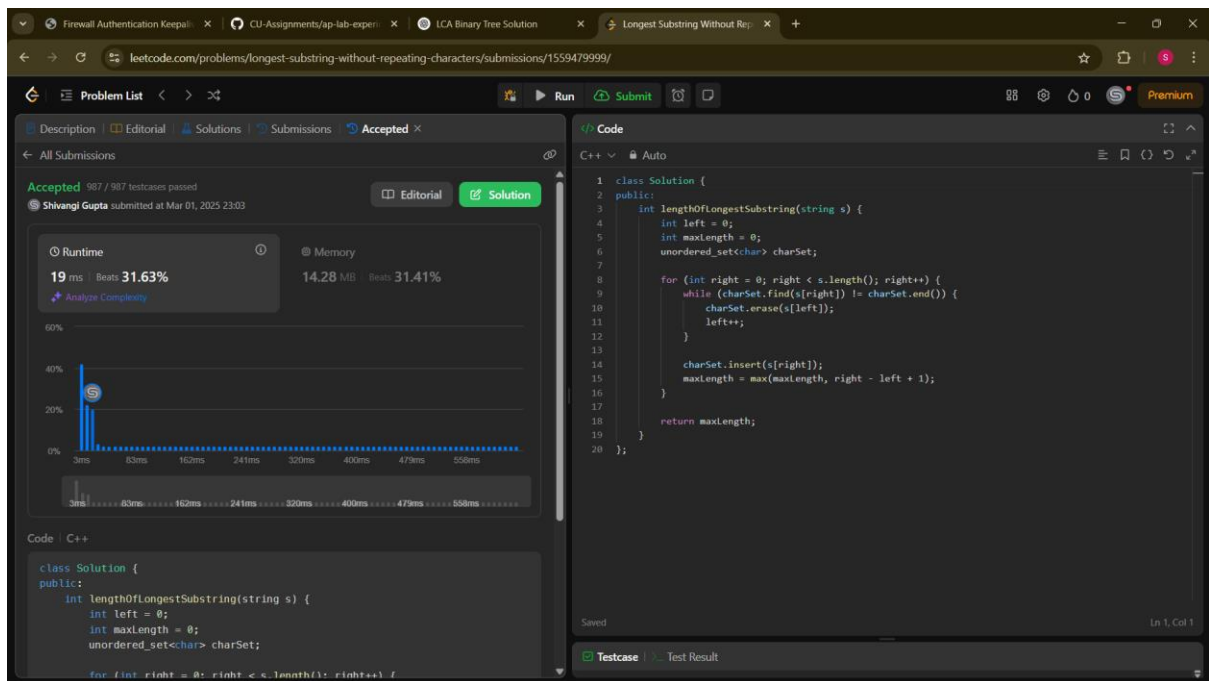 Firewall Authentication Keepaliv
CU-Assignments/ap-lab-experim
LCA Binary Tree Solution
Longest Substring Without Rep
leetcode.com/problems/longest-substring-without-repeating-characters/submissions/1559479999/
S
Problem List
Run
Submit
0
Premium
Description
Editorial
Solutions
Submissions
Accepted
All Submissions
Accepted 987 / 987 testcases passed
Shivangi Gupta submitted at Mar 01, 2025 23:03
Editorial
Solution
Runtime
19 ms Beats 31.63%
Analyze Complexity
Memory
14.28 MB Beats 31.41%
60%
40%
20%
0%
3ms 83ms 162ms 241ms 320ms 400ms 479ms 558ms
3ms 83ms 162ms 241ms 320ms 400ms 479ms 558ms
Code | C++
class Solution {
public:
    int lengthOfLongestSubstring(string s) {
        int left = 0;
        int maxLength = 0;
        unordered_set<char> charSet;
        for (int right = 0; right < s.length(); right++) {
</> Code
C++ Auto
1 class Solution {
2 public:
3     int lengthOfLongestSubstring(string s) {
4         int left = 0;
5         int maxLength = 0;
6         unordered_set<char> charSet;
7
8         for (int right = 0; right < s.length(); right++) {
9             while (charSet.find(s[right]) != charSet.end()) {
10                 charSet.erase(s[left]);
11                 left++;
12             }
13
14             charSet.insert(s[right]);
15             maxLength = max(maxLength, right - left + 1);
16         }
17
18         return maxLength;
19     }
20 };
Saved
Ln 1, Col 1
Testcase
Test Result